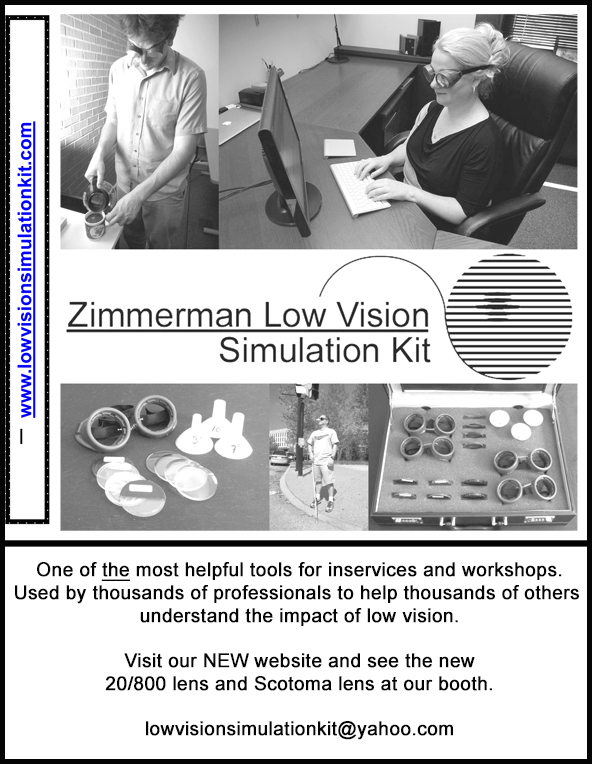 www.lowvisionsimulationkit.com
Zimmerman Low Vision
Simulation Kit
One of the most helpful tools for inservices and workshops.
Used by thousands of professionals to help thousands of others
understand the impact of low vision.
Visit our NEW website and see the new
20/800 lens and Scotoma lens at our booth.
lowvisionsimulationkit@yahoo.com